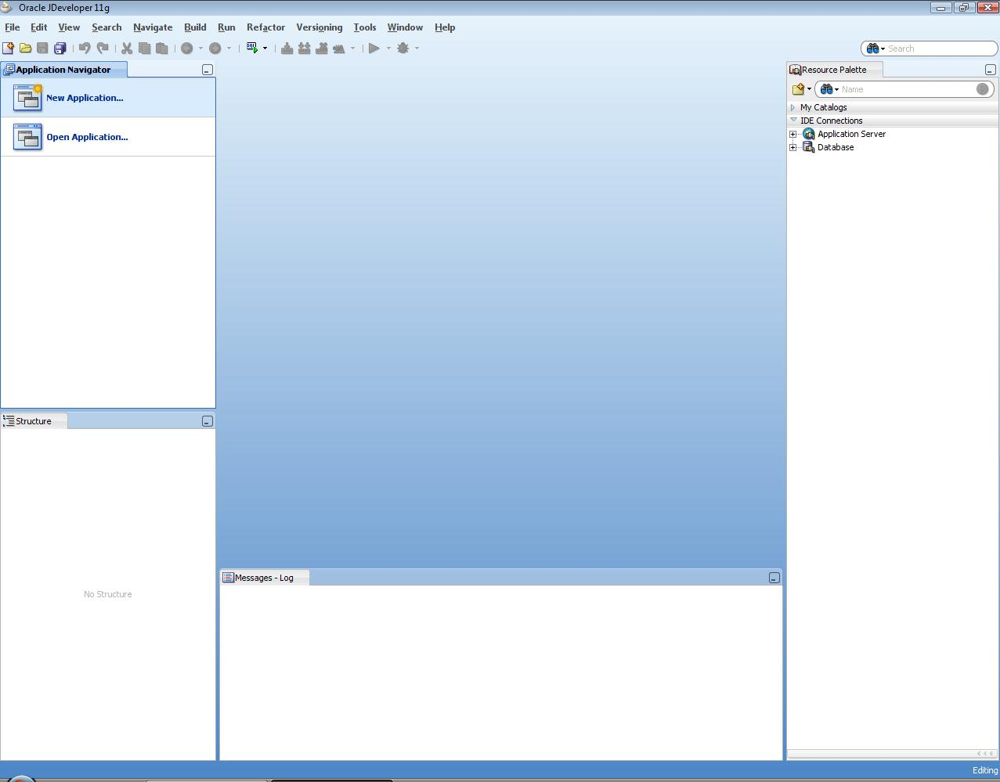 Oracle JDeveloper 11g
File Edit View Search Navigate Build Run Refactor Versioning Tools Window Help
SQL
Search
Application Navigator
New Application...
Open Application...
Structure
No Structure
Messages - Log
Resource Palette
Name
My Catalogs
IDE Connections
Application Server
Database
Editing